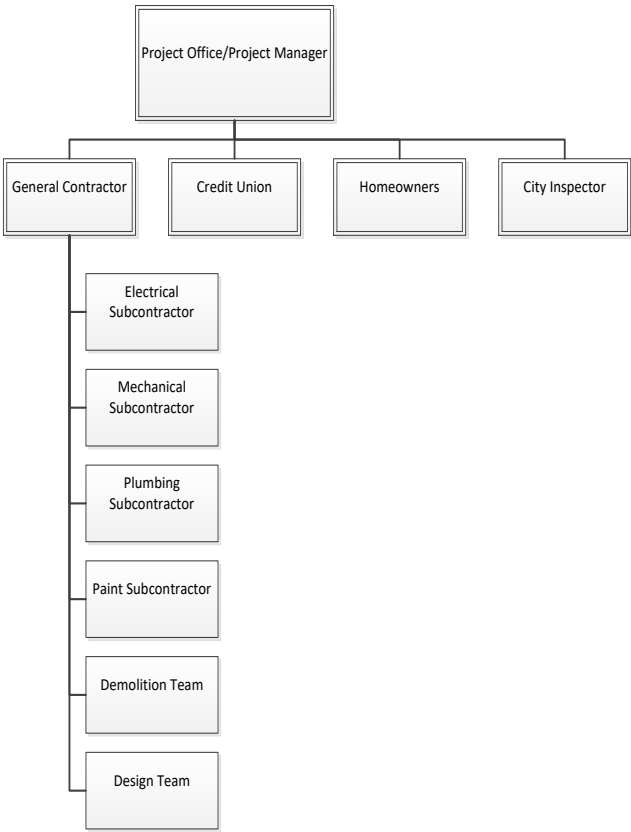 Project Office/Project Manager
General Contractor
Credit Union
Homeowners
City Inspector
Electrical
Subcontractor
Mechanical
Subcontractor
Plumbing
Subcontractor
Paint Subcontractor
Demolition Team
Design Team